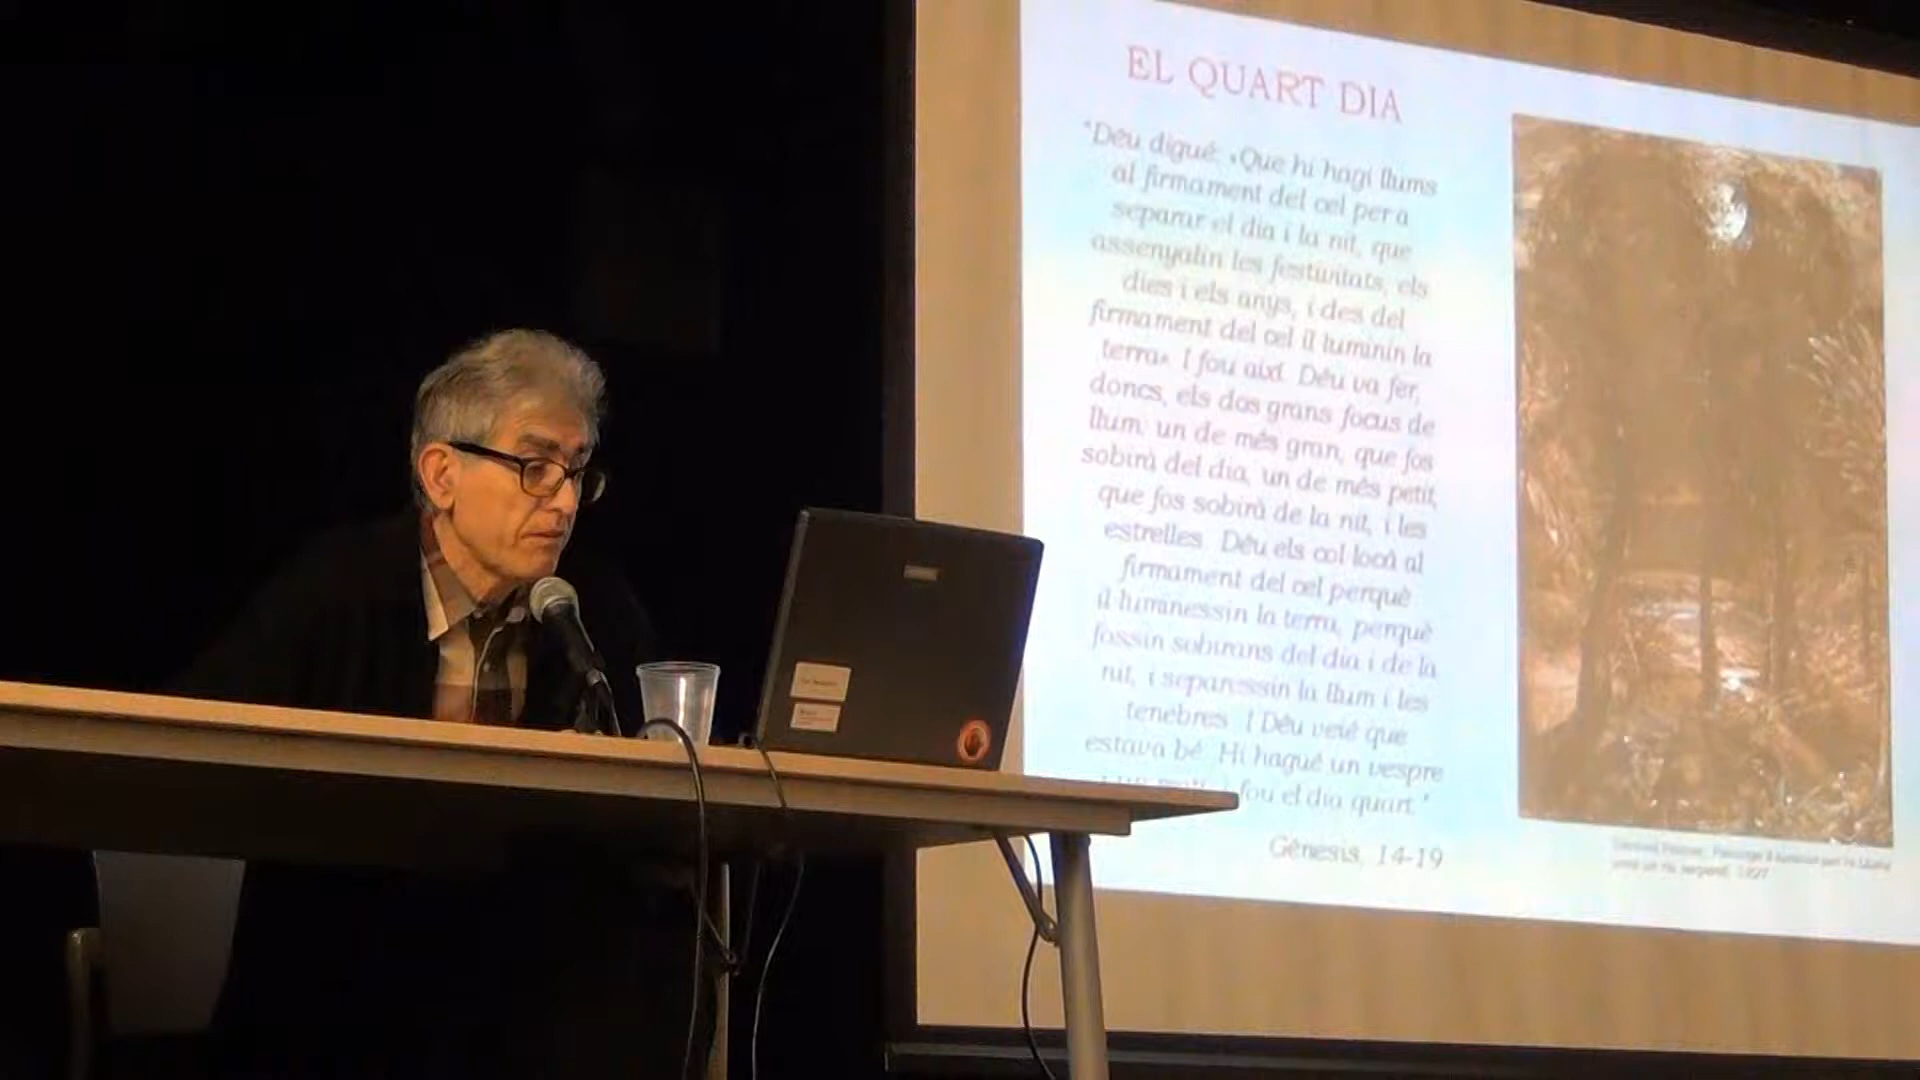 EL QUART DIA
"Déu digué: «Que hi hagi llums
al firmament del cel per a
separar el dia i la nit, que
assenyalin les festivitats, els
dies i els anys, i des del
firmament del cel il·luminin la
terra». I fou així. Déu va fer,
doncs, els dos grans focus de
llum: un de més gran, que fos
sobirà del dia, un de més petit,
que fos sobirà de la nit, i les
estrelles. Déu els col·locà al
firmament del cel perquè
il·luminessin la terra, perquè
fossin sobirans del dia i de la
nit, i separessin la llum i les
tenebres. I Déu veié que
estava bé. Hi hagué un vespre
fou el dia quart."
Gènesis, 14-19